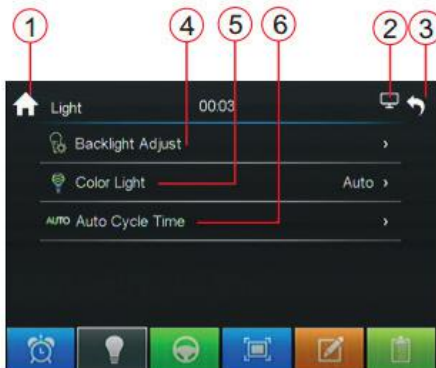 1 4 5 6 2 3
Light 00:03
Backlight Adjust
Color Light Auto
AUTO Auto Cycle Time